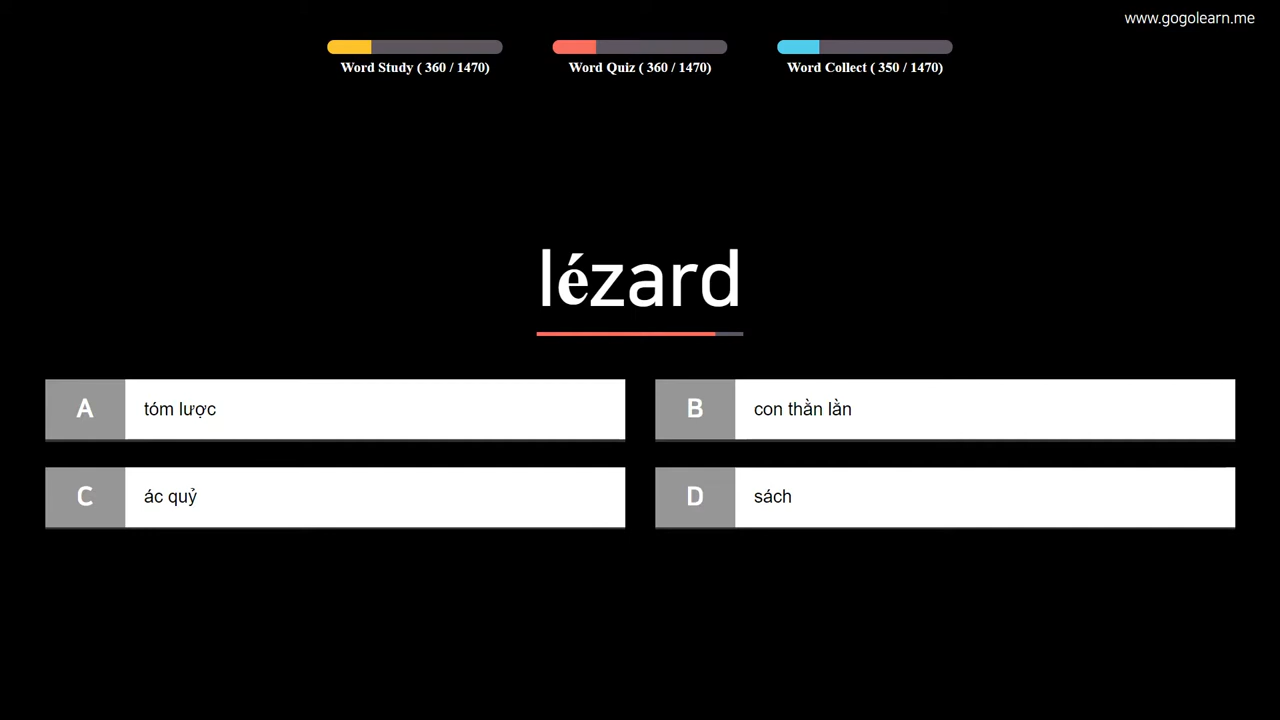 www.gogolearn.me
Word Study ( 360 / 1470)
Word Quiz ( 360 / 1470)
Word Collect ( 350 / 1470)
lézard
A tóm lược
B con thằn lằn
C ác quỷ
D sách